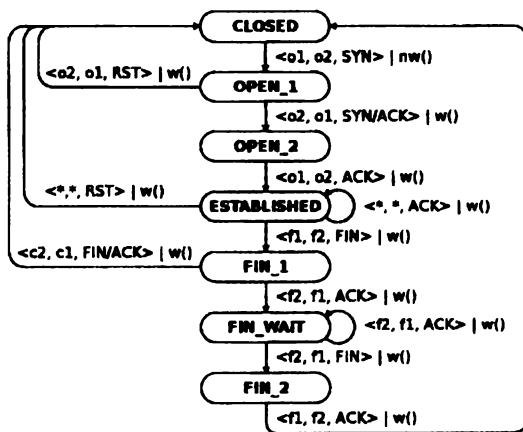 CLOSED
<o1, o2, SYN> | nw()
<o2, o1, RST> | w()
OPEN_1
<o2, o1, SYN/ACK> | w()
OPEN_2
<o1, o2, ACK> | w()
<*,*, RST> | w()
ESTABLISHED
<*, *, ACK> | w()
<f1, f2, FIN> | w()
<c2, c1, FIN/ACK> | w()
FIN_1
<f2, f1, ACK> | w()
FIN_WAIT
<f2, f1, ACK> | w()
<f2, f1, FIN> | w()
FIN_2
<f1, f2, ACK> | w()